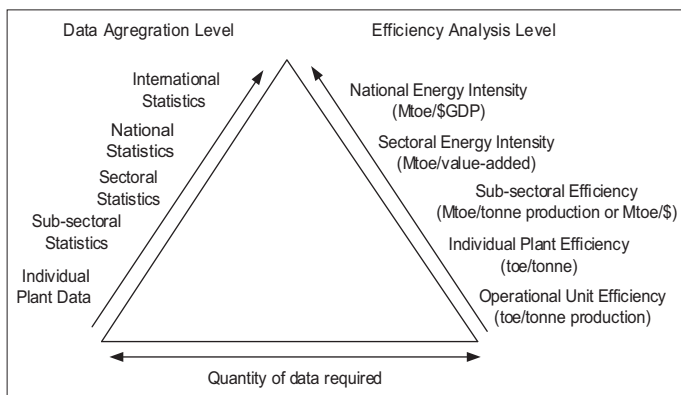 Data Agregration Level
Efficiency Analysis Level
International
Statistics
National
Statistics
Sectoral
Statistics
Sub-sectoral
Statistics
Individual
Plant Data
National Energy Intensity
(Mtoe/$GDP)
Sectoral Energy Intensity
(Mtoe/value-added)
Sub-sectoral Efficiency
(Mtoe/tonne production or Mtoe/$)
Individual Plant Efficiency
(toe/tonne)
Operational Unit Efficiency
(toe/tonne production)
Quantity of data required